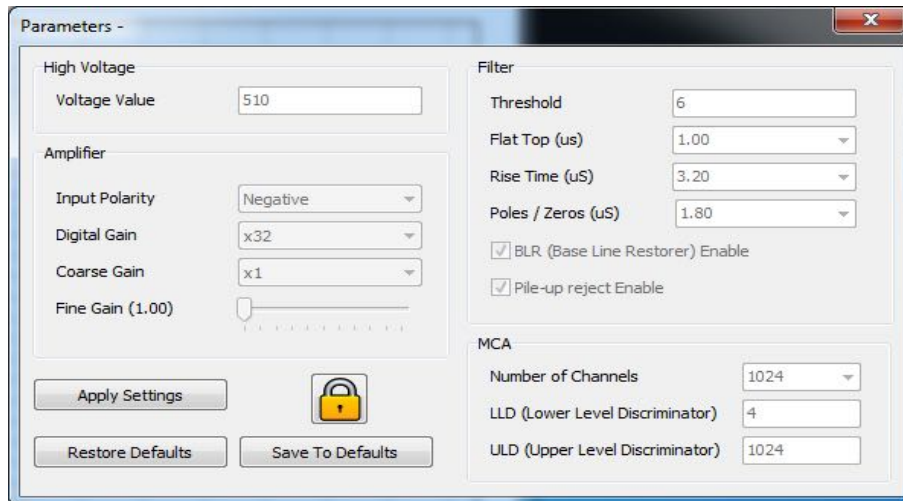 Parameters -
High Voltage
Voltage Value 510
Amplifier
Input Polarity Negative
Digital Gain x32
Coarse Gain x1
Fine Gain (1.00)
Apply Settings
Restore Defaults
Save To Defaults
Filter
Threshold 6
Flat Top (us) 1.00
Rise Time (uS) 3.20
Poles / Zeros (uS) 1.80
BLR (Base Line Restorer) Enable
Pile-up reject Enable
MCA
Number of Channels 1024
LLD (Lower Level Discriminator) 4
ULD (Upper Level Discriminator) 1024